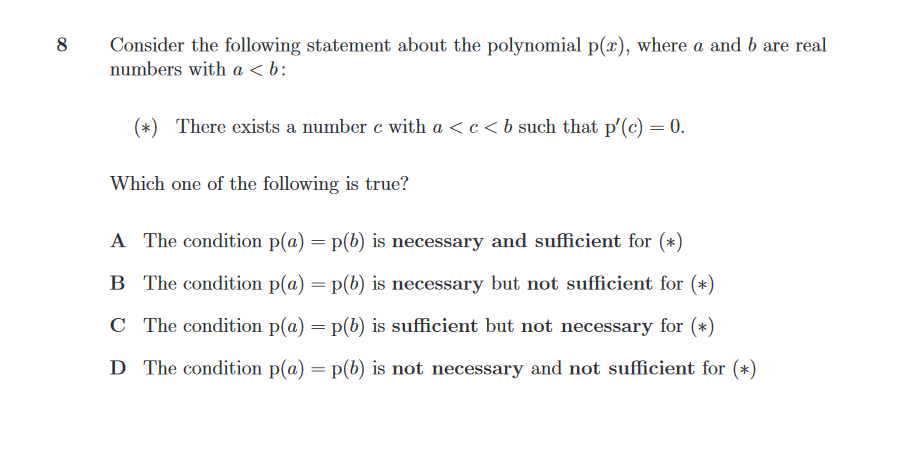 8 Consider the following statement about the polynomial p(x), where a and b are real
numbers with a < b:
(∗) There exists a number c with a < c < b such that p′(c) = 0.
Which one of the following is true?
A The condition p(a) = p(b) is necessary and sufficient for (∗)
B The condition p(a) = p(b) is necessary but not sufficient for (∗)
C The condition p(a) = p(b) is sufficient but not necessary for (∗)
D The condition p(a) = p(b) is not necessary and not sufficient for (∗)